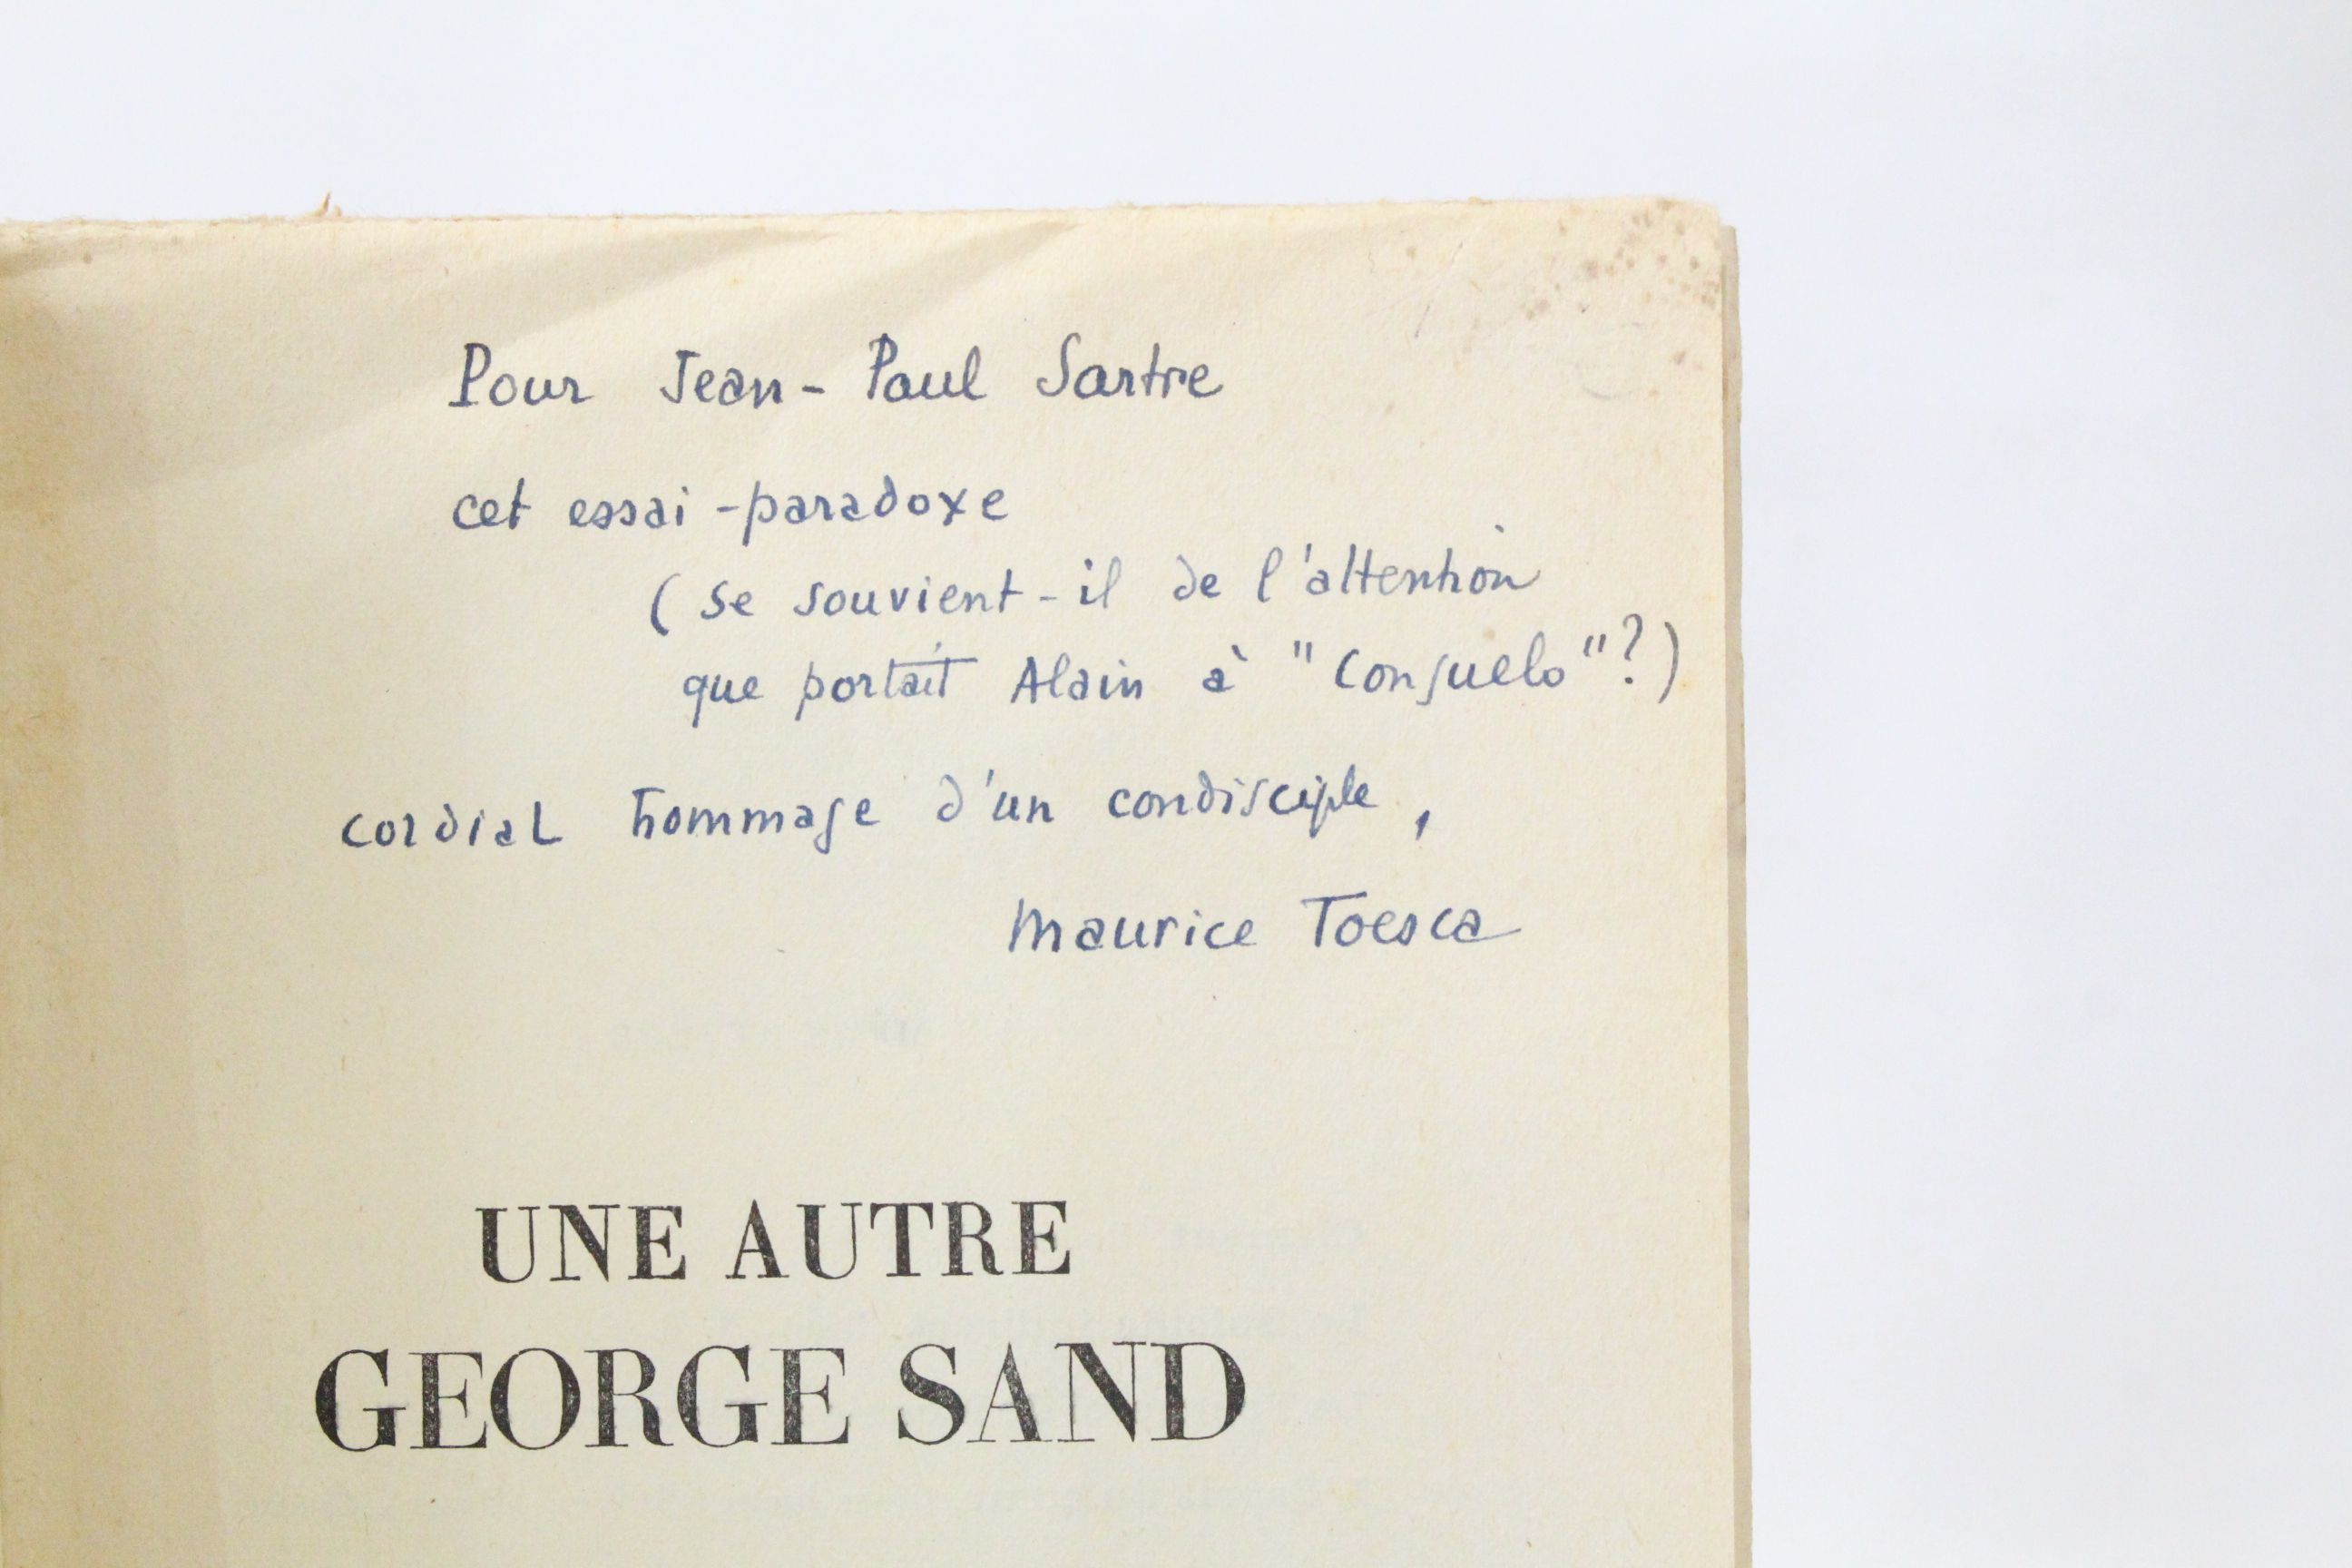 Pour Jean-Paul Sartre
cet essai-paradoxe
(se souvient-il de l'attention
que portait Alain à "Consuelo"?)
cordial hommage d'un condisciple,
Maurice Toesca
UNE AUTRE
GEORGE SAND